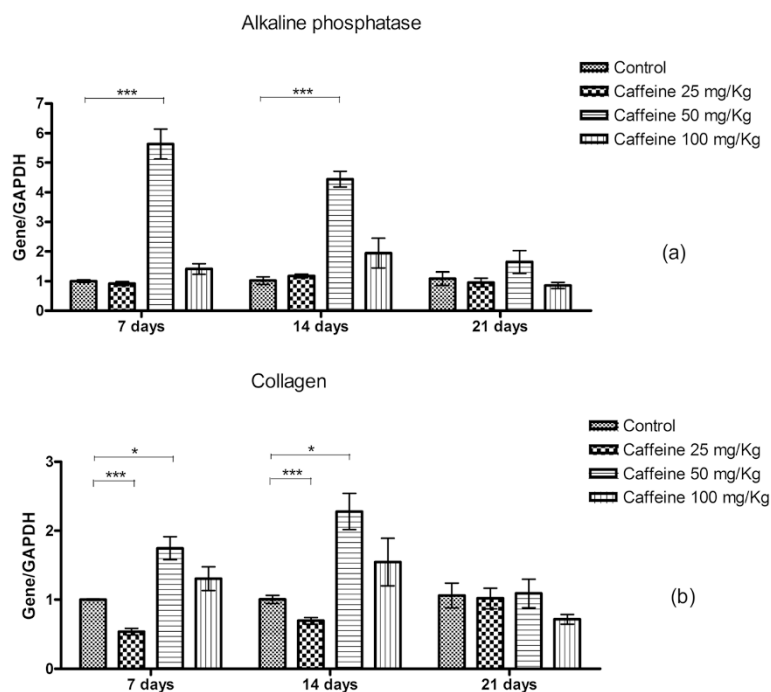 Alkaline phosphatase
Control
Caffeine 25 mg/Kg
Caffeine 50 mg/Kg
Caffeine 100 mg/Kg
*** ***
Gene/GAPDH
7
6
5
4
3
2
1
0
7 days 14 days 21 days
(a)
Collagen
Control
Caffeine 25 mg/Kg
Caffeine 50 mg/Kg
Caffeine 100 mg/Kg
* *
*** ***
Gene/GAPDH
3
2
1
0
7 days 14 days 21 days
(b)